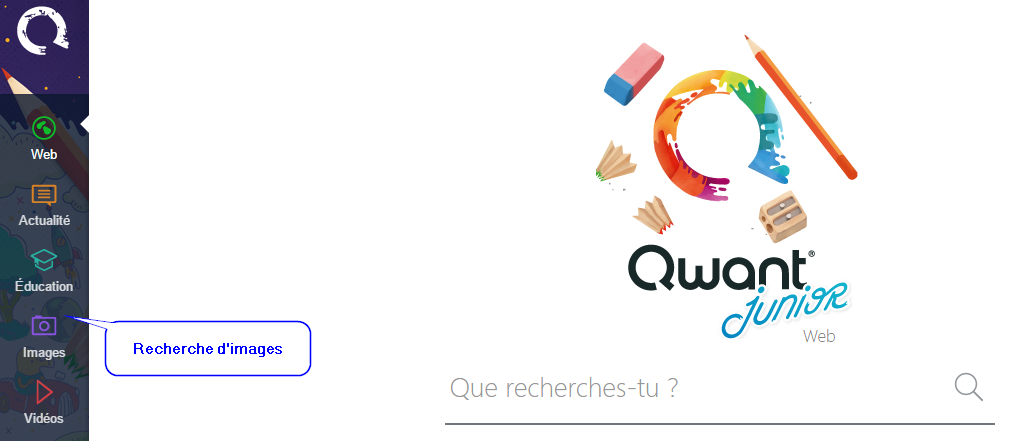 Web
Actualité
Éducation
Images
Vidéos
Recherche d'images
Qwant®
junior
Web
Que recherches-tu ?